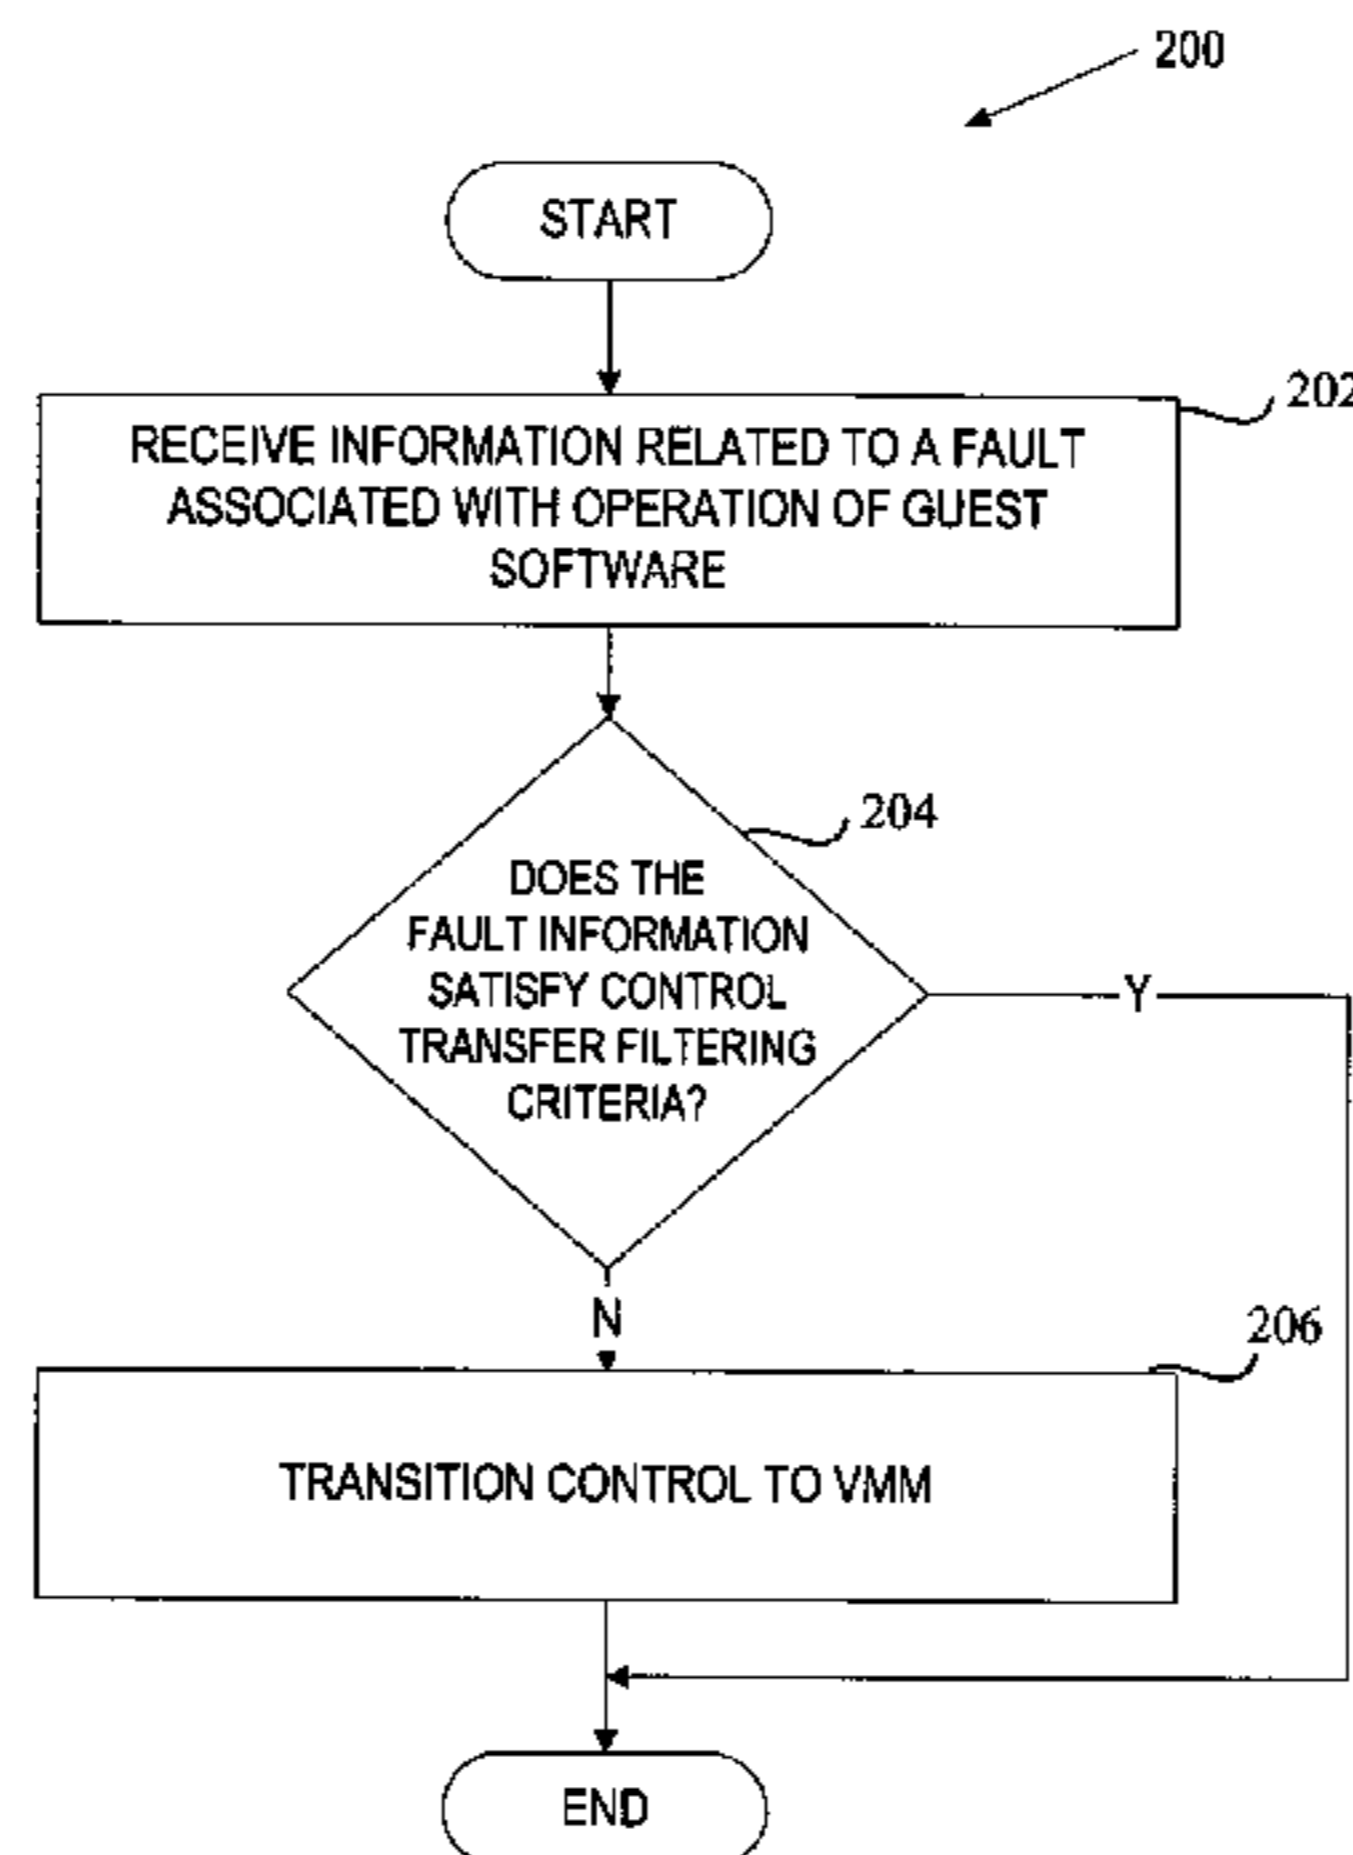 200
START
202
RECEIVE INFORMATION RELATED TO A FAULT
ASSOCIATED WITH OPERATION OF GUEST
SOFTWARE
204
DOES THE
FAULT INFORMATION
SATISFY CONTROL
TRANSFER FILTERING
CRITERIA?
Y
N
206
TRANSITION CONTROL TO VMM
END